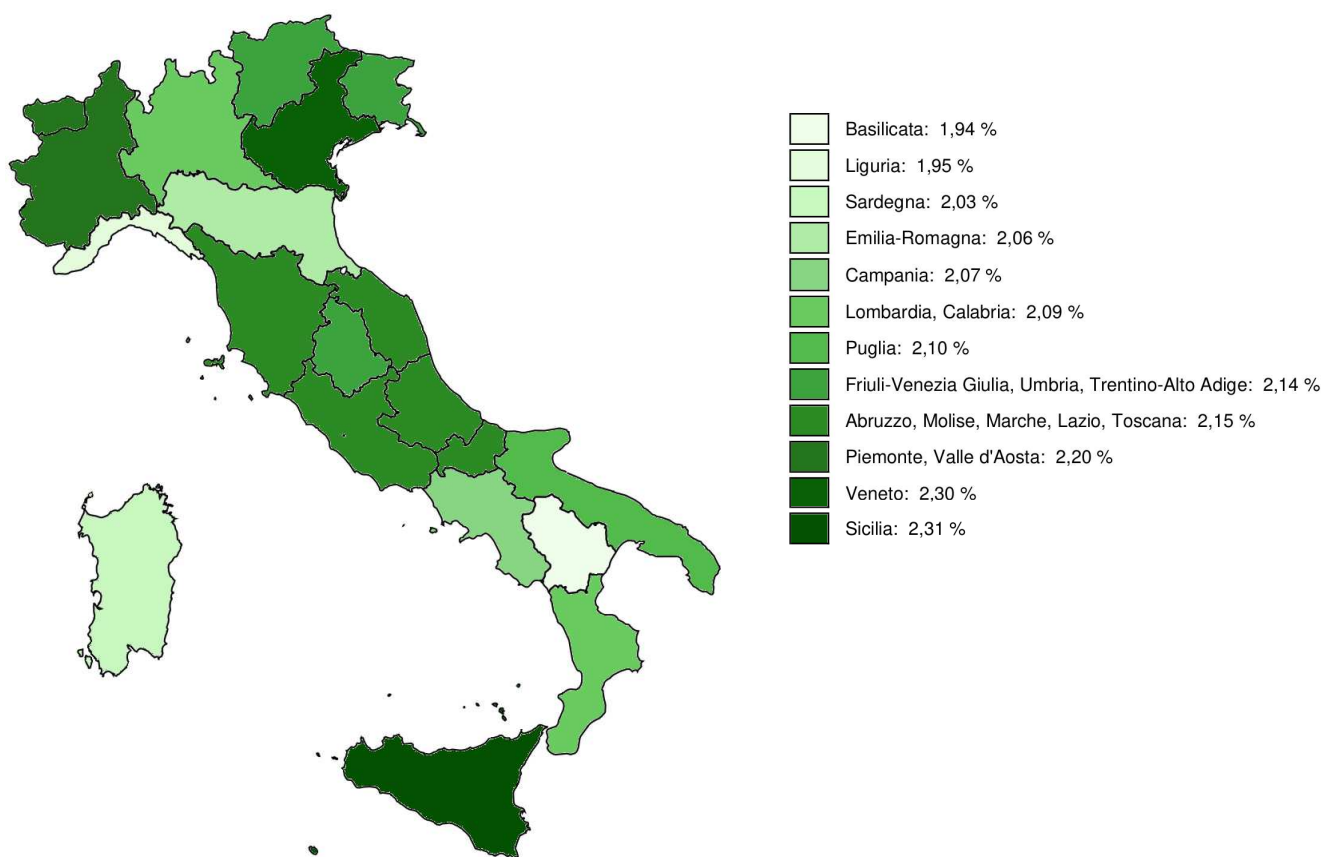 Basilicata: 1,94 %
Liguria: 1,95 %
Sardegna: 2,03 %
Emilia-Romagna: 2,06 %
Campania: 2,07 %
Lombardia, Calabria: 2,09 %
Puglia: 2,10 %
Friuli-Venezia Giulia, Umbria, Trentino-Alto Adige: 2,14 %
Abruzzo, Molise, Marche, Lazio, Toscana: 2,15 %
Piemonte, Valle d'Aosta: 2,20 %
Veneto: 2,30 %
Sicilia: 2,31 %